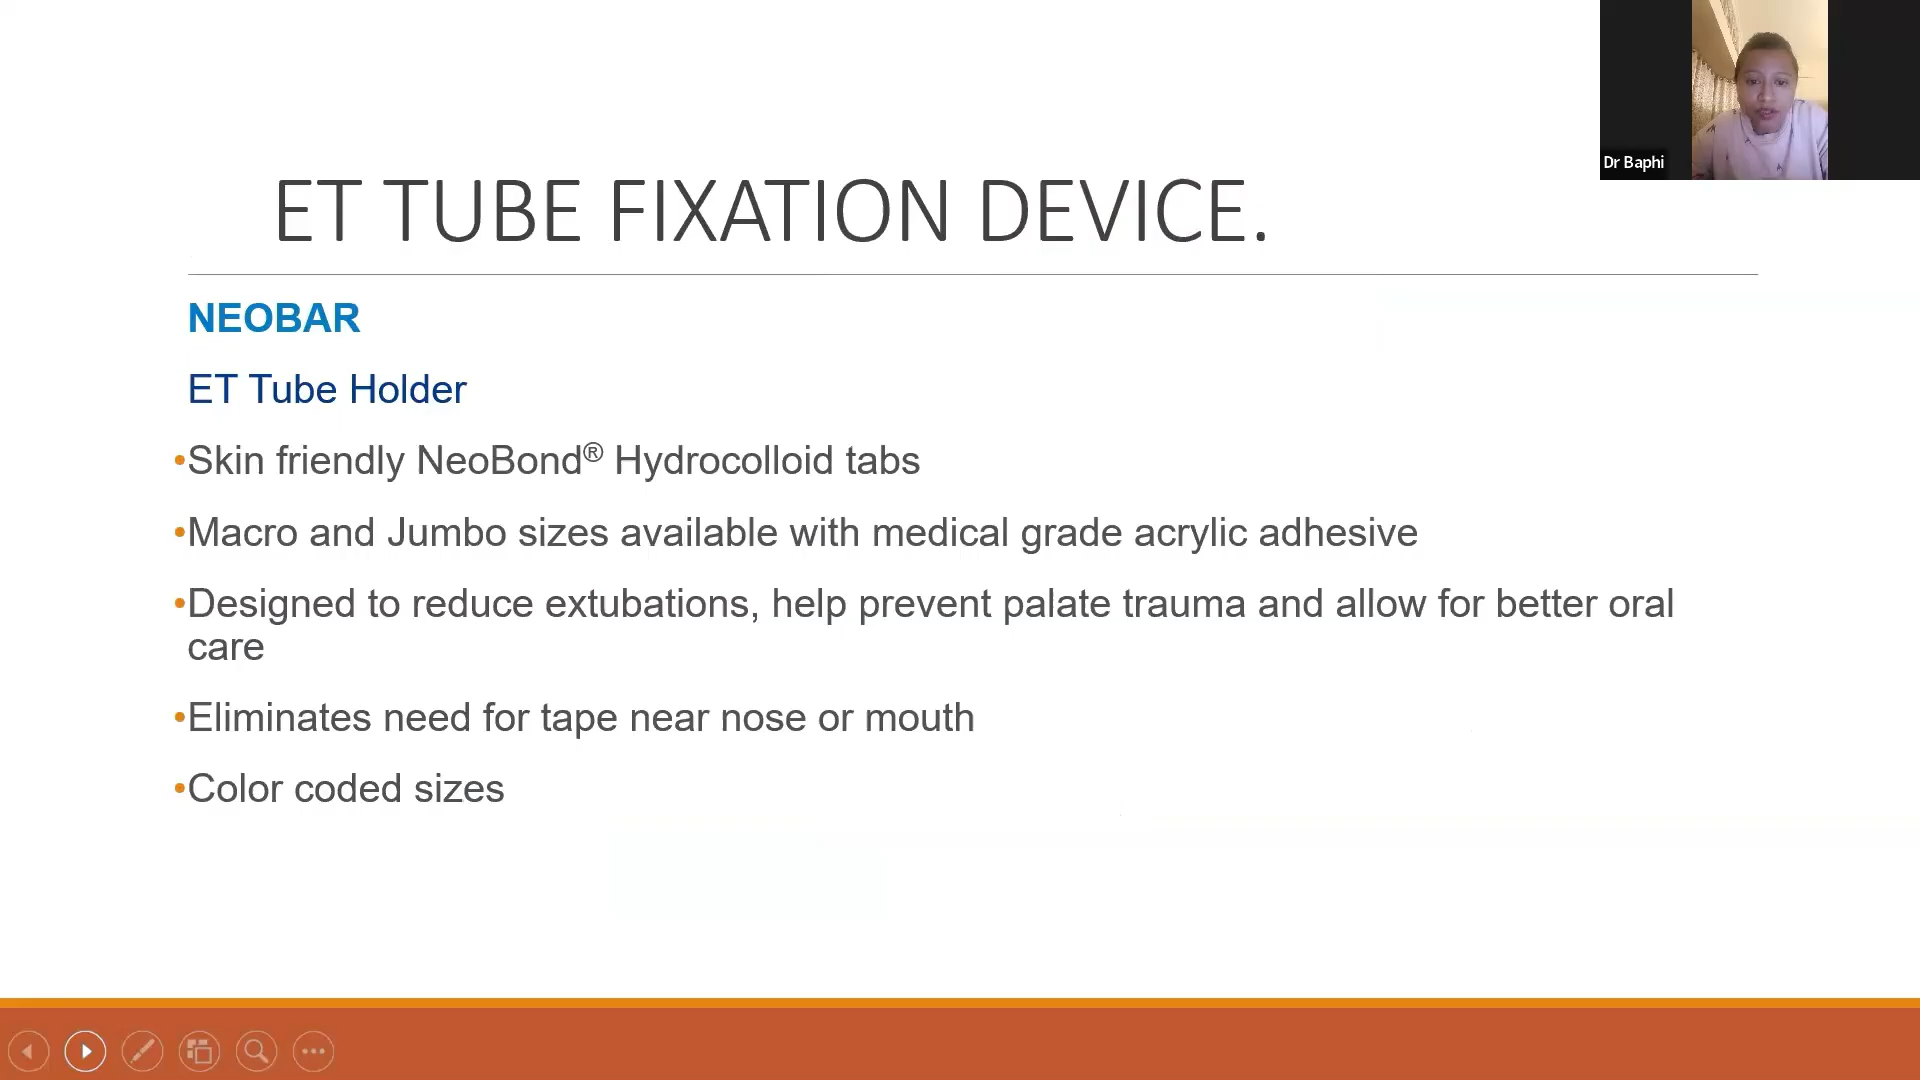 Dr Baphi
ET TUBE FIXATION DEVICE.
NEOBAR
ET Tube Holder
•Skin friendly NeoBond® Hydrocolloid tabs
•Macro and Jumbo sizes available with medical grade acrylic adhesive
•Designed to reduce extubations, help prevent palate trauma and allow for better oral
care
•Eliminates need for tape near nose or mouth
•Color coded sizes